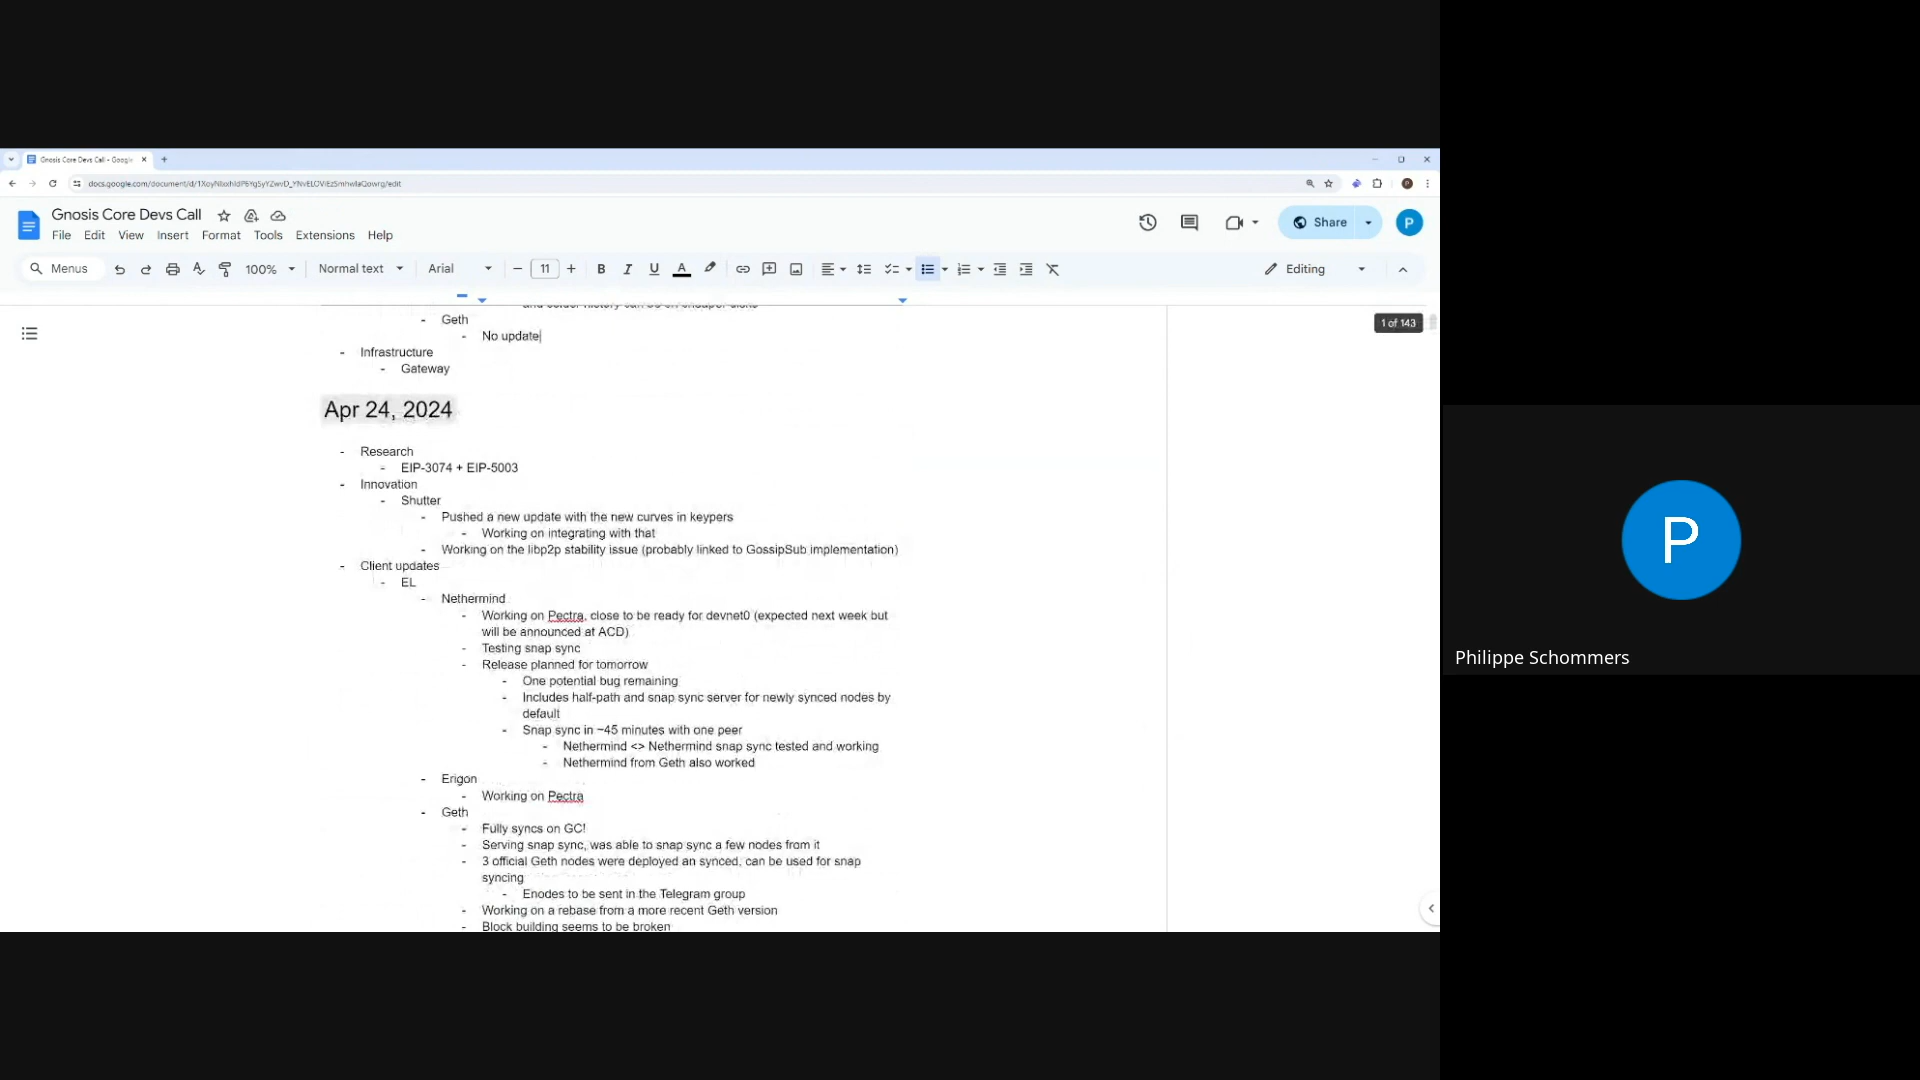 Gnosis Core Devs Call - Google
Gnosis Core Devs Call
File Edit View Insert Format Tools Extensions Help
Share
P
Menus
100%
Normal text
Arial
11
Editing
1 of 143
- Geth
- No update
- Infrastructure
- Gateway
Apr 24, 2024
- Research
- EIP-3074 + EIP-5003
- Innovation
- Shutter
- Pushed a new update with the new curves in keypers
- Working on integrating with that
- Working on the libp2p stability issue (probably linked to GossipSub implementation)
- Client updates
- EL
- Nethermind
- Working on Pectra, close to be ready for devnet0 (expected next week but
will be announced at ACD)
- Testing snap sync
- Release planned for tomorrow
- One potential bug remaining
- Includes half-path and snap sync server for newly synced nodes by
default
- Snap sync in ~45 minutes with one peer
- Nethermind <> Nethermind snap sync tested and working
- Nethermind from Geth also worked
- Erigon
- Working on Pectra
- Geth
- Fully syncs on GC!
- Serving snap sync, was able to snap sync a few nodes from it
- 3 official Geth nodes were deployed an synced, can be used for snap
syncing
- Enodes to be sent in the Telegram group
- Working on a rebase from a more recent Geth version
- Block building seems to be broken
P
Philippe Schommers